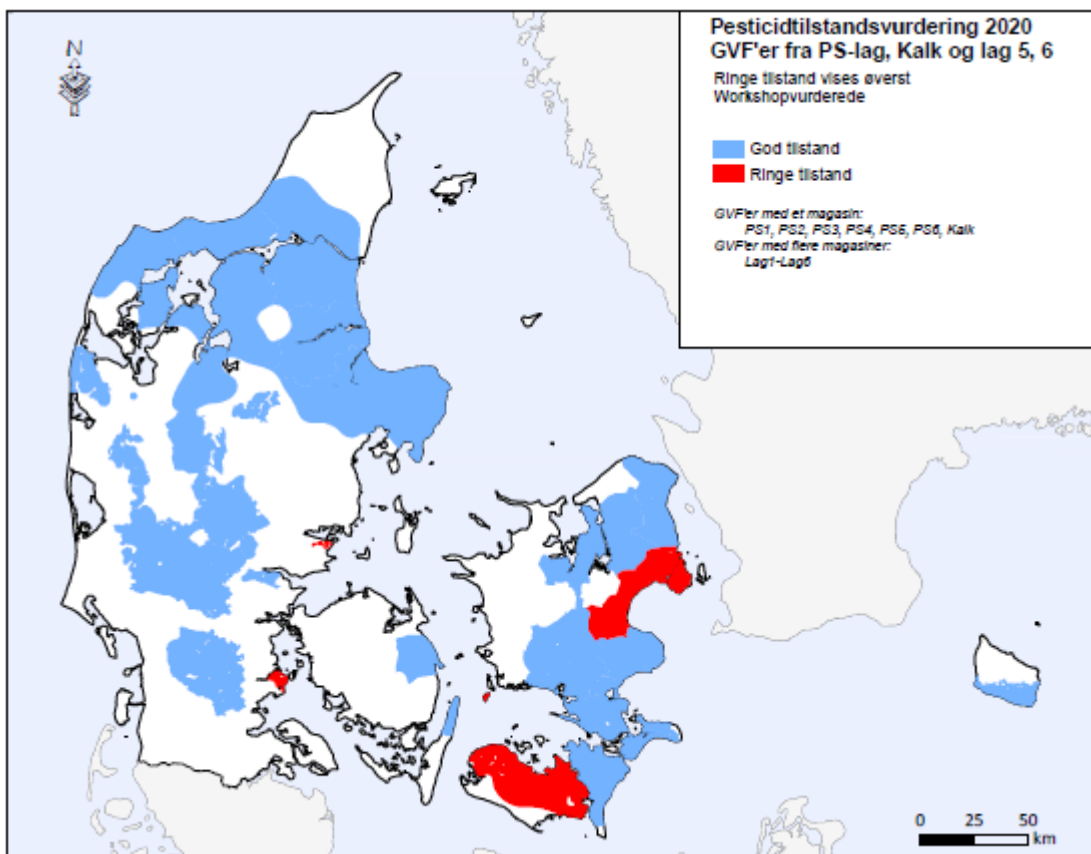 Pesticidtilstandsvurdering 2020
GVF'er fra PS-lag, Kalk og lag 5, 6
Ringe tilstand vises øverst
Workshopvurderede
N
God tilstand
Ringe tilstand
GVF'er med et magasin:
PS1, PS2, PS3, PS4, PS5, PS6, Kalk
GVF'er med flere magasiner:
Lag1-Lag6
0 25 50
km